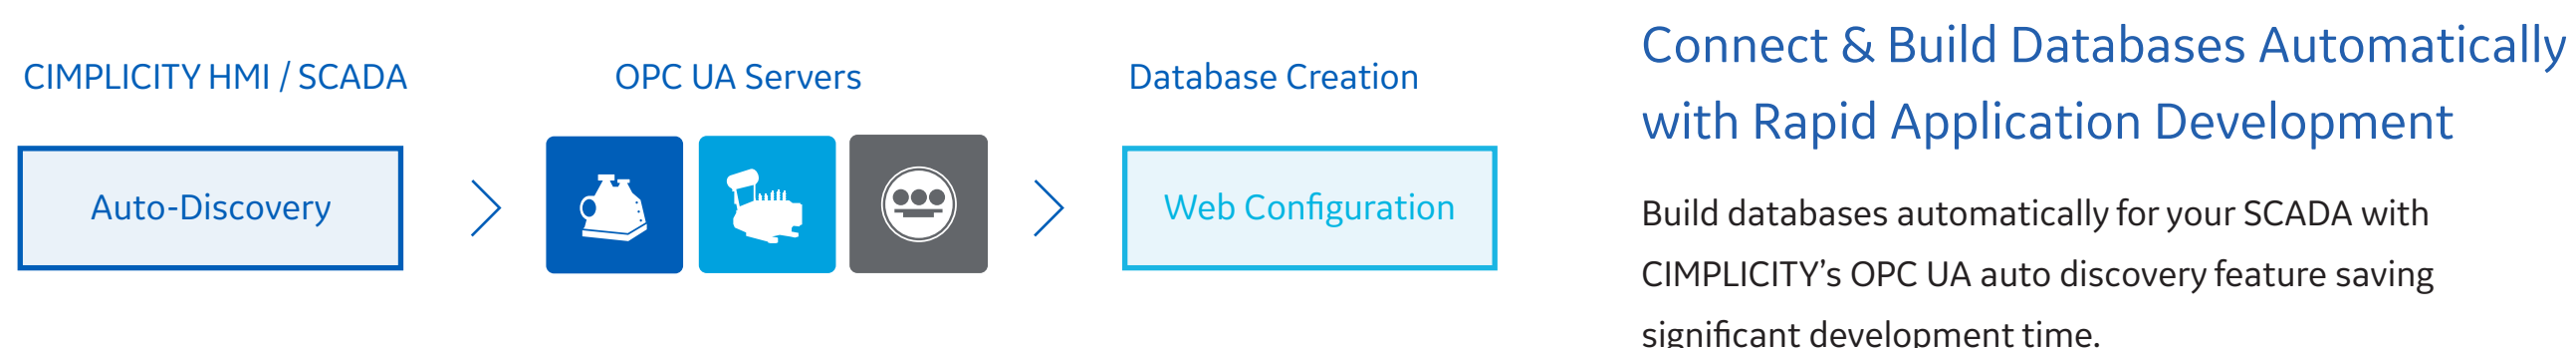 CIMPLICITY HMI / SCADA
Auto-Discovery
OPC UA Servers
Database Creation
Web Configuration
Connect & Build Databases Automatically
with Rapid Application Development
Build databases automatically for your SCADA with
CIMPLICITY’s OPC UA auto discovery feature saving
significant development time.